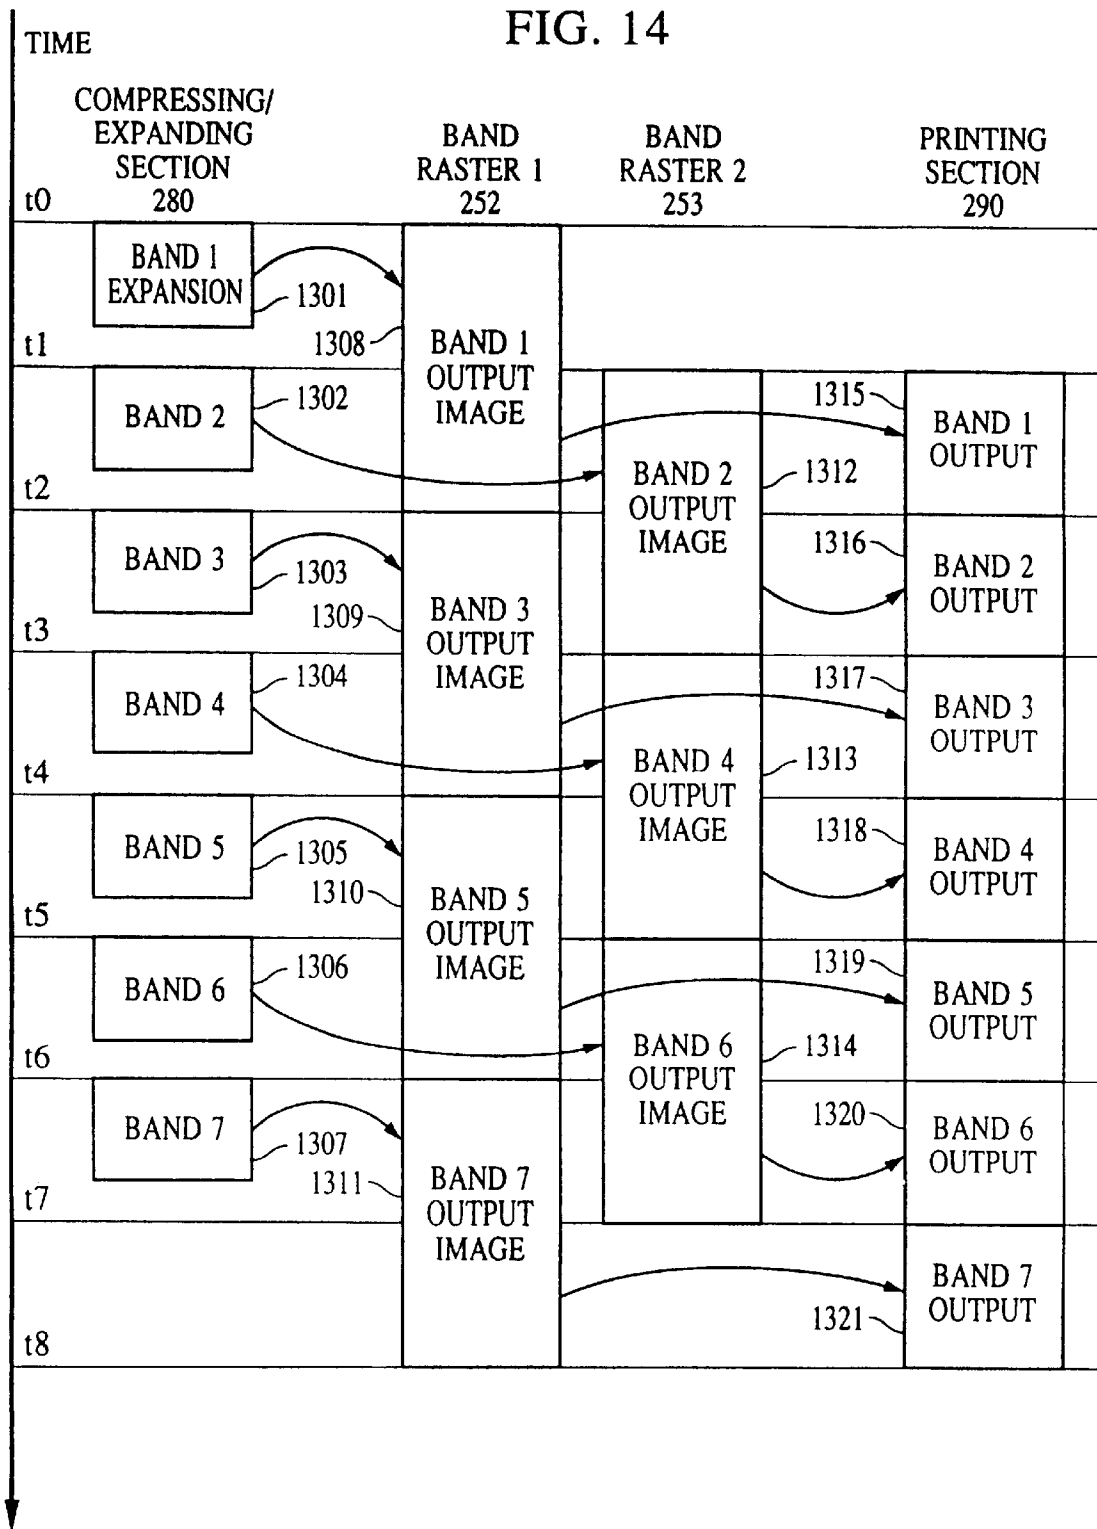 FIG. 14
TIME
COMPRESSING/
EXPANDING
SECTION
280
BAND
RASTER 1
252
BAND
RASTER 2
253
PRINTING
SECTION
290
t0
BAND 1
EXPANSION
1301
1308
BAND 1
OUTPUT
IMAGE
t1
BAND 2
1302
1315
BAND 1
OUTPUT
BAND 2
OUTPUT
IMAGE
1312
t2
BAND 3
1303
1309
BAND 3
OUTPUT
IMAGE
1316
BAND 2
OUTPUT
t3
BAND 4
1304
1317
BAND 3
OUTPUT
BAND 4
OUTPUT
IMAGE
1313
t4
BAND 5
1305
1310
BAND 5
OUTPUT
IMAGE
1318
BAND 4
OUTPUT
t5
BAND 6
1306
1319
BAND 5
OUTPUT
BAND 6
OUTPUT
IMAGE
1314
t6
BAND 7
1307
1311
BAND 7
OUTPUT
IMAGE
1320
BAND 6
OUTPUT
t7
BAND 7
OUTPUT
1321
t8